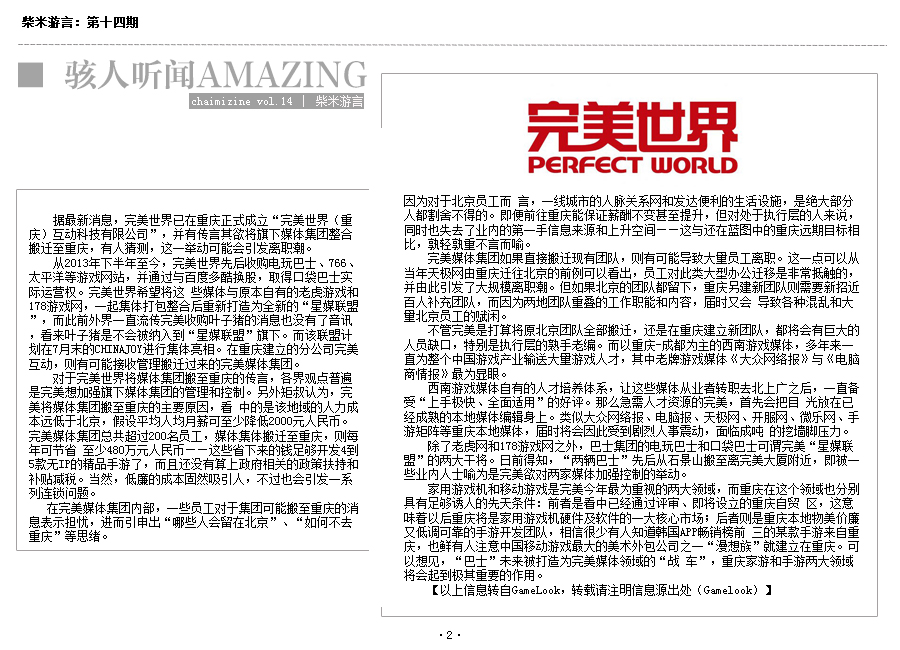 柴米游言：第十四期
骇人听闻AMAZING
chaimizine vol.14 | 柴米游言
据最新消息，完美世界已在重庆正式成立“完美世界（重
庆）互动科技有限公司”，并有传言其欲将旗下媒体集团整合
搬迁至重庆，有人猜测，这一举动可能会引发离职潮。
从2013年下半年至今，完美世界先后收购电玩巴士、766、
太平洋等游戏网站，并通过与百度多酷换股，取得口袋巴士实
际运营权。完美世界希望将这 些媒体与原本自有的老虎游戏和
178游戏网，一起集体打包整合后重新打造为全新的“星媒联盟
”，而此前外界一直流传完美收购叶子猪的消息也没有了音讯
，看来叶子猪是不会被纳入到“星媒联盟”旗下。而该联盟计
划在7月末的CHINAJOY进行集体亮相。在重庆建立的分公司完美
互动，则有可能接收管理搬迁过来的完美媒体集团。
对于完美世界将媒体集团搬至重庆的传言，各界观点普遍
是完美想加强旗下媒体集团的管理和控制。另外矩叔认为，完
美将媒体集团搬至重庆的主要原因，看 中的是该地域的人力成
本远低于北京，假设平均人均月薪可至少降低2000元人民币。
完美媒体集团总共超过200名员工，媒体集体搬迁至重庆，则每
年可节省 至少480万元人民币——这些省下来的钱足够开发4到
5款无IP的精品手游了，而且还没有算上政府相关的政策扶持和
补贴减税。当然，低廉的成本固然吸引人，不过也会引发一系
列连锁问题。
在完美媒体集团内部，一些员工对于集团可能搬至重庆的消
息表示担忧，进而引申出“哪些人会留在北京”、“如何不去
重庆”等思绪。
完美世界
PERFECT WORLD
因为对于北京员工而 言，一线城市的人脉关系网和发达便利的生活设施，是绝大部分
人都割舍不得的。即便前往重庆能保证薪酬不变甚至提升，但对处于执行层的人来说，
同时也失去了业内的第一手信息来源和上升空间——这与还在蓝图中的重庆远期目标相
比，孰轻孰重不言而喻。
完美媒体集团如果直接搬迁现有团队，则有可能导致大量员工离职。这一点可以从
当年天极网由重庆迁往北京的前例可以看出，员工对此类大型办公迁移是非常抵触的，
并由此引发了大规模离职潮。但如果北京的团队都留下，重庆另建新团队则需要新招近
百人补充团队，而因为两地团队重叠的工作职能和内容，届时又会 导致各种混乱和大
量北京员工的赋闲。
不管完美是打算将原北京团队全部搬迁，还是在重庆建立新团队，都将会有巨大的
人员缺口，特别是执行层的熟手老编。而以重庆-成都为主的西南游戏媒体，多年来一
直为整个中国游戏产业输送大量游戏人才，其中老牌游戏媒体《大众网络报》与《电脑
商情报》最为显眼。
西南游戏媒体自有的人才培养体系，让这些媒体从业者转职去北上广之后，一直备
受“上手极快、全面适用”的好评。那么急需人才资源的完美，首先会把目 光放在已
经成熟的本地媒体编辑身上。类似大众网络报、电脑报、天极网、开服网、微乐网、手
游矩阵等重庆本地媒体，届时将会因此受到剧烈人事震动，面临成吨 的挖墙脚压力。
除了老虎网和178游戏网之外，巴士集团的电玩巴士和口袋巴士可谓完美“星媒联
盟”的两大干将。日前得知，“两辆巴士”先后从石景山搬至离完美大厦附近，即被一
些业内人士喻为是完美欲对两家媒体加强控制的举动。
家用游戏机和移动游戏是完美今年最为重视的两大领域，而重庆在这个领域也分别
具有足够诱人的先天条件：前者是看中已经通过评审、即将设立的重庆自贸 区，这意
味着以后重庆将是家用游戏机硬件及软件的一大核心市场；后者则是重庆本地物美价廉
又低调可靠的手游开发团队，相信很少有人知道韩国APP畅销榜前 三的某款手游来自重
庆，也鲜有人注意中国移动游戏最大的美术外包公司之一“漫想族”就建立在重庆。可
以想见，“巴士”未来被打造为完美媒体领域的“战 车”，重庆家游和手游两大领域
将会起到极其重要的作用。
【以上信息转自GameLook，转载请注明信息源出处（Gamelook）】
·2·